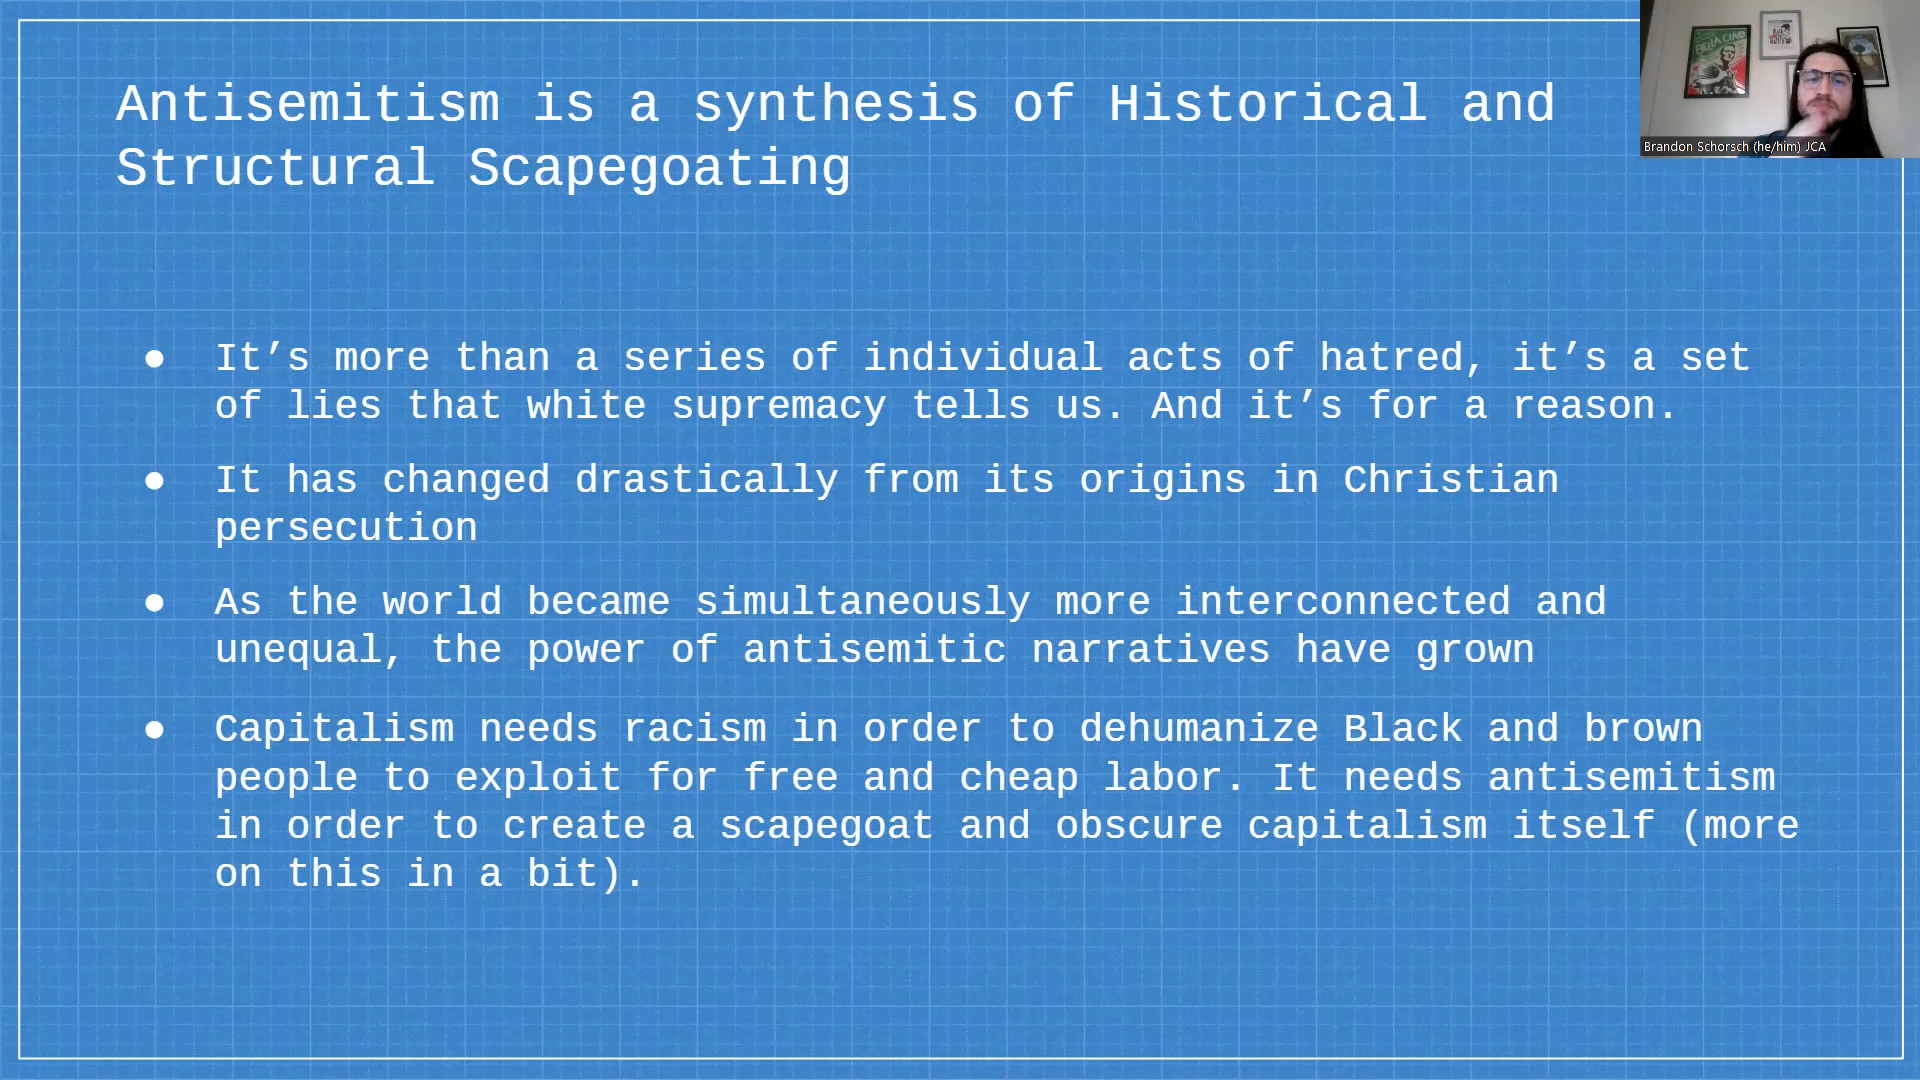 Antisemitism is a synthesis of Historical and
Structural Scapegoating
● It’s more than a series of individual acts of hatred, it’s a set
of lies that white supremacy tells us. And it’s for a reason.
● It has changed drastically from its origins in Christian
persecution
● As the world became simultaneously more interconnected and
unequal, the power of antisemitic narratives have grown
● Capitalism needs racism in order to dehumanize Black and brown
people to exploit for free and cheap labor. It needs antisemitism
in order to create a scapegoat and obscure capitalism itself (more
on this in a bit).
BELLA CIAO
Brandon Schorsch (he/him) JCA